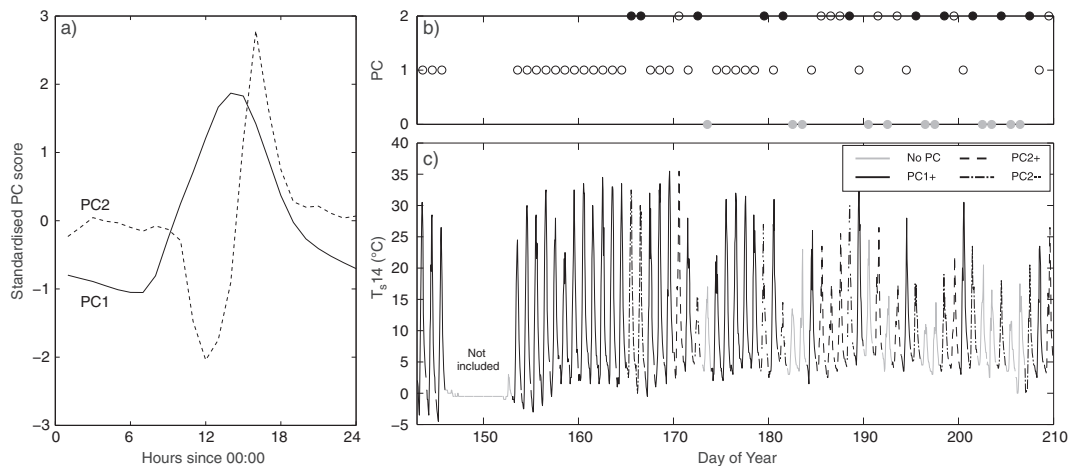 a)
3
2
1
0
−1
−2
−3
Standardised PC score
PC2
PC1
0 6 12 18 24
Hours since 00:00
b)
2
1
0
PC
c)
40
35
30
25
20
15
10
5
0
−5
Ts14 (°C)
No PC PC2+
PC1+ PC2--
Not
included
150 160 170 180 190 200 210
Day of Year